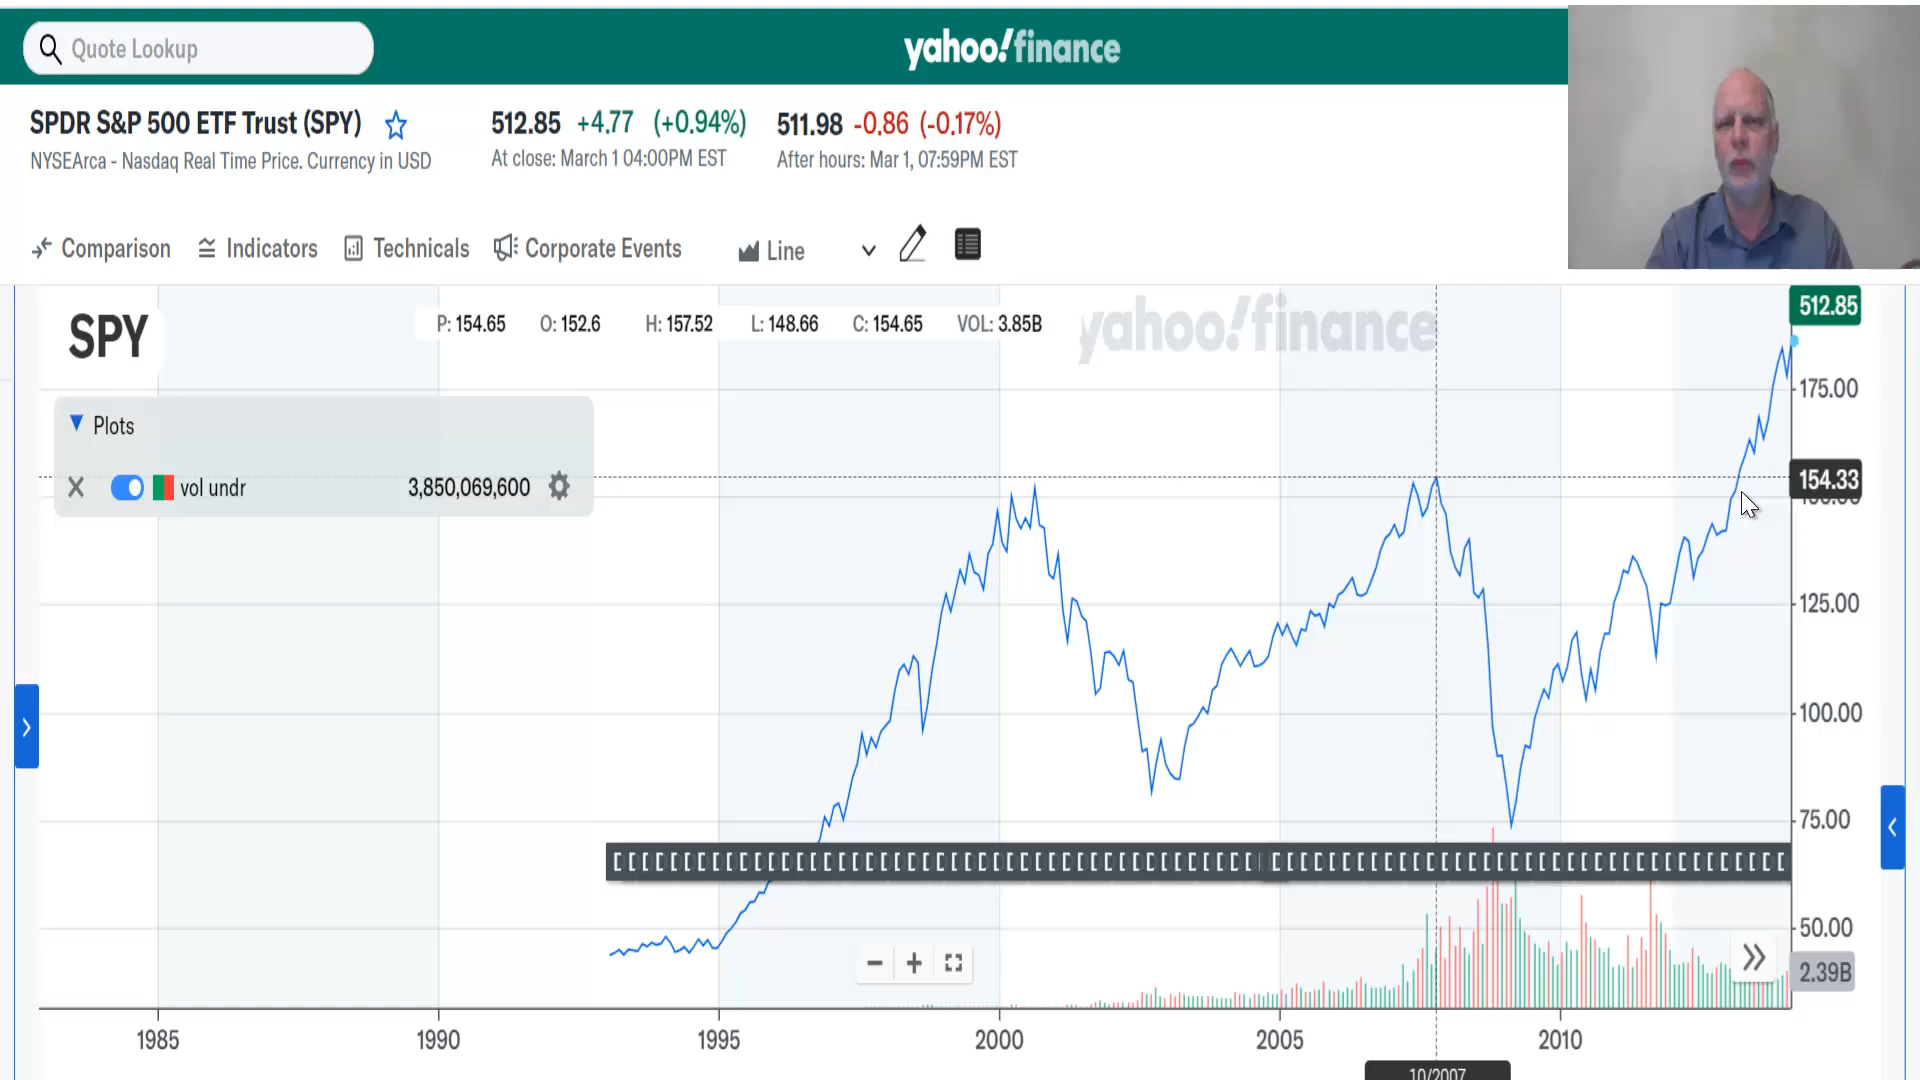 Quote Lookup
yahoo!finance
SPDR S&P 500 ETF Trust (SPY)
512.85 +4.77 (+0.94%) 511.98 -0.86 (-0.17%)
NYSEArca - Nasdaq Real Time Price. Currency in USD
At close: March 1 04:00PM EST
After hours: Mar 1, 07:59PM EST
Comparison Indicators Technicals Corporate Events Line
SPY
P: 154.65 O: 152.6 H: 157.52 L: 148.66 C: 154.65 VOL: 3.85B
yahoo!finance
512.85
175.00
Plots
154.33
vol undr 3,850,069,600
125.00
100.00
75.00
50.00
2.39B
1985 1990 1995 2000 2005 2010
10/2007